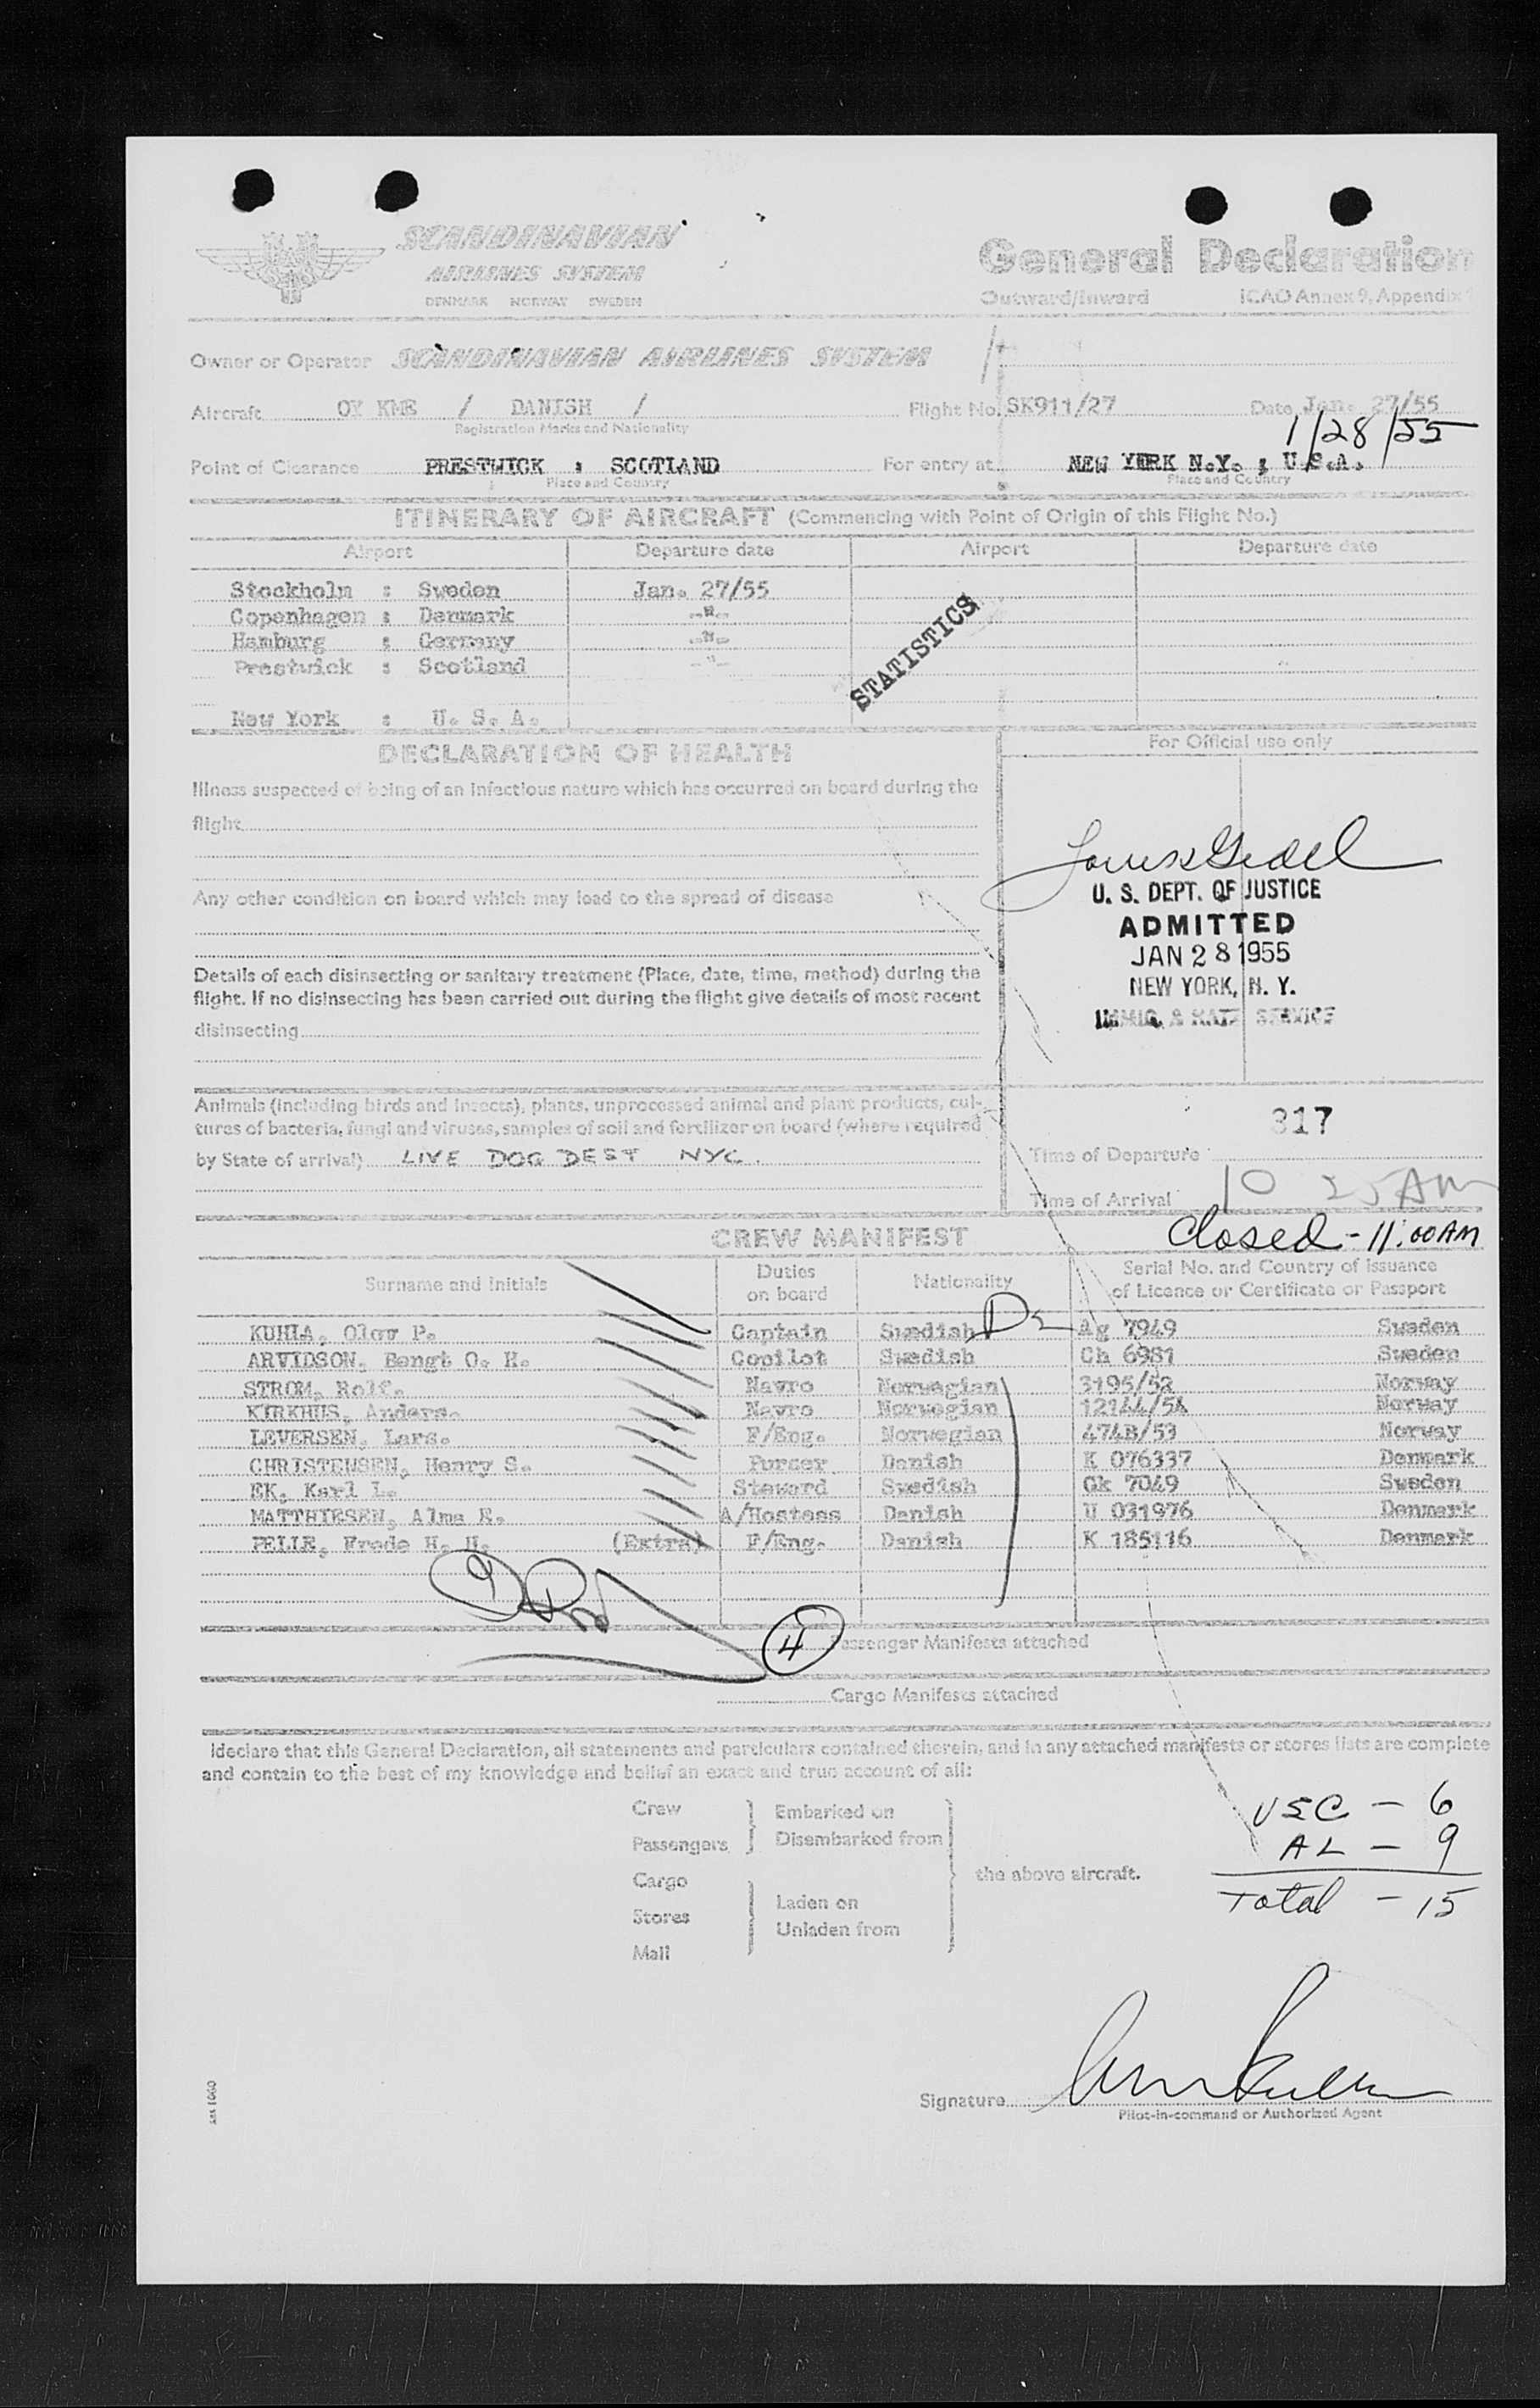 SCANDINAVIAN
AIRLINES SYSTEM
DENMARK NORWAY SWEDEN
General Declaration
Outward/Inward ICAO Annex 9, Appendix
Owner or Operator SCANDINAVIAN AIRLINES SYSTEM
Aircraft OY KME / DANISH / Flight No. SK911/27 Date Jan. 27/55
Registration Marks and Nationality
1/28/55
Point of Clearance PRESTWICK : SCOTLAND For entry at NEW YERK N.Y. ; U.S.A.
Place and Country Place and Country
ITINERARY OF AIRCRAFT (Commencing with Point of Origin of this Flight No.)
Airport Departure date Airport Departure date
Stockholm : Sweden Jan. 27/55
Copenhagen : Denmark -"-
Hamburg : Germany -"-
Prestwick : Scotland -"-
STATISTICS
New York : U. S. A.
DECLARATION OF HEALTH
For Official use only
Illness suspected of being of an infectious nature which has occurred on board during the
flight
Any other condition on board which may lead to the spread of disease
Details of each disinsecting or sanitary treatment (Place, date, time, method) during the
flight. If no disinsecting has been carried out during the flight give details of most recent
disinsecting
U. S. DEPT. OF JUSTICE
ADMITTED
JAN 28 1955
NEW YORK, N. Y.
IMMIG. & NATZ SERVICE
Animals (including birds and insects), plants, unprocessed animal and plant products, cul-
tures of bacteria, fungi and viruses, samples of soil and fertilizer on board (where required
by State of arrival) LIVE DOG DEST NYC.
317
Time of Departure
Time of Arrival 10 25 AM
Closed - 11:00 AM
CREW MANIFEST
Surname and initials Duties on board Nationality Serial No. and Country of issuance of Licence or Certificate or Passport
KUHLA, Olov P. Captain Swedish Ag 7949 Sweden
ARVIDSON, Bengt O. H. Copilot Swedish Ch 6981 Sweden
STROM, Rolf. Navro Norwegian 3195/52 Norway
KIRKHUS, Anders. Navro Norwegian 12144/54 Norway
LEVERSEN, Lars. F/Eng. Norwegian 474B/53 Norway
CHRISTENSEN, Henry S. Purser Danish K 076337 Denmark
EK, Karl L. Steward Swedish Gk 7049 Sweden
MATTHIESEN, Alma E. A/Hostess Danish U 031976 Denmark
PELLE, Frede H. H. (Extra) F/Eng. Danish K 185116 Denmark
9
4 Passenger Manifests attached
Cargo Manifests attached
I declare that this General Declaration, all statements and particulars contained therein, and in any attached manifests or stores lists are complete
and contain to the best of my knowledge and belief an exact and true account of all:
Crew
Passengers
Embarked on
Disembarked from
Cargo
Stores
Mail
Laden on
Unladen from
the above aircraft.
USC - 6
AL - 9
Total - 15
Signature
Pilot-in-command or Authorized Agent
sas 1060